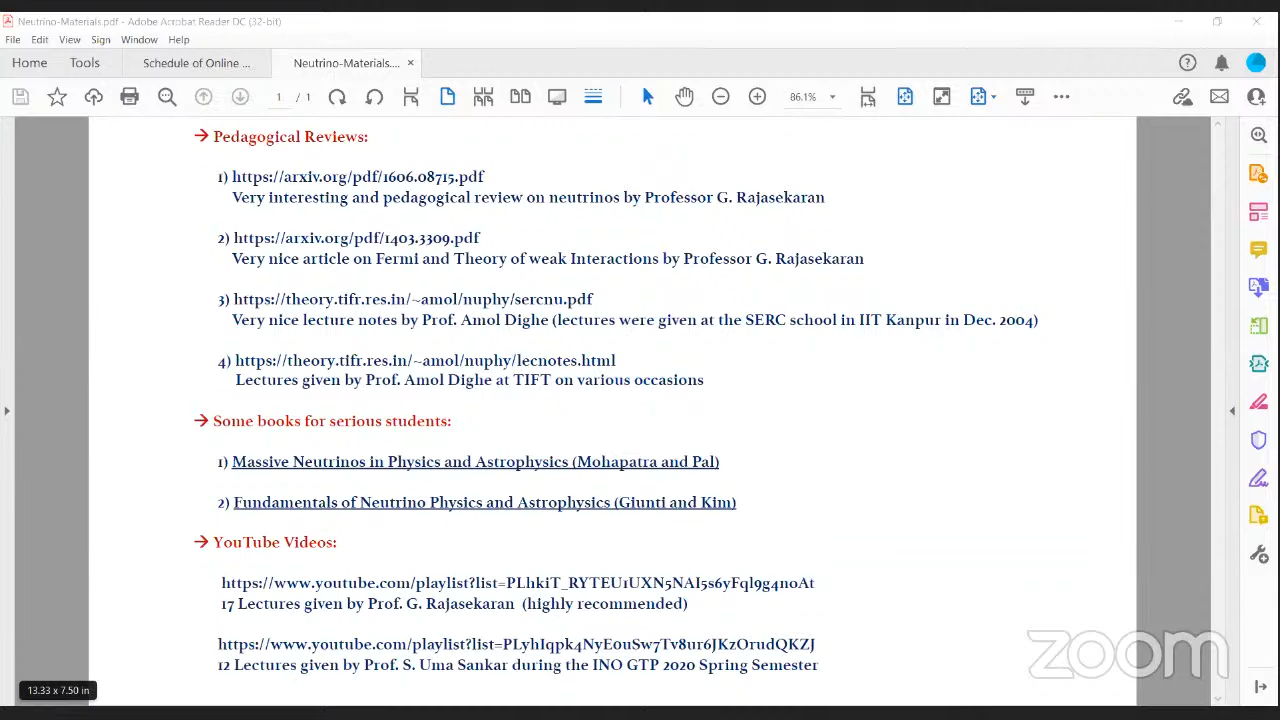 Neutrino-Materials.pdf - Adobe Acrobat Reader DC (32-bit)
File Edit View Sign Window Help
Home Tools Schedule of Online ... Neutrino-Materials.... ×
1 / 1 86.1%
→ Pedagogical Reviews:
1) https://arxiv.org/pdf/1606.08715.pdf
Very interesting and pedagogical review on neutrinos by Professor G. Rajasekaran
2) https://arxiv.org/pdf/1403.3309.pdf
Very nice article on Fermi and Theory of weak Interactions by Professor G. Rajasekaran
3) https://theory.tifr.res.in/~amol/nuphy/sercnu.pdf
Very nice lecture notes by Prof. Amol Dighe (lectures were given at the SERC school in IIT Kanpur in Dec. 2004)
4) https://theory.tifr.res.in/~amol/nuphy/lecnotes.html
Lectures given by Prof. Amol Dighe at TIFT on various occasions
→ Some books for serious students:
1) Massive Neutrinos in Physics and Astrophysics (Mohapatra and Pal)
2) Fundamentals of Neutrino Physics and Astrophysics (Giunti and Kim)
→ YouTube Videos:
https://www.youtube.com/playlist?list=PLhkiT_RYTEU1UXN5NAI5s6yFql9g4noAt
17 Lectures given by Prof. G. Rajasekaran (highly recommended)
https://www.youtube.com/playlist?list=PLyhIqpk4NyE0uSw7Tv8ur6JKzOrudQKZJ
12 Lectures given by Prof. S. Uma Sankar during the INO GTP 2020 Spring Semester
zoom
13.33 x 7.50 in